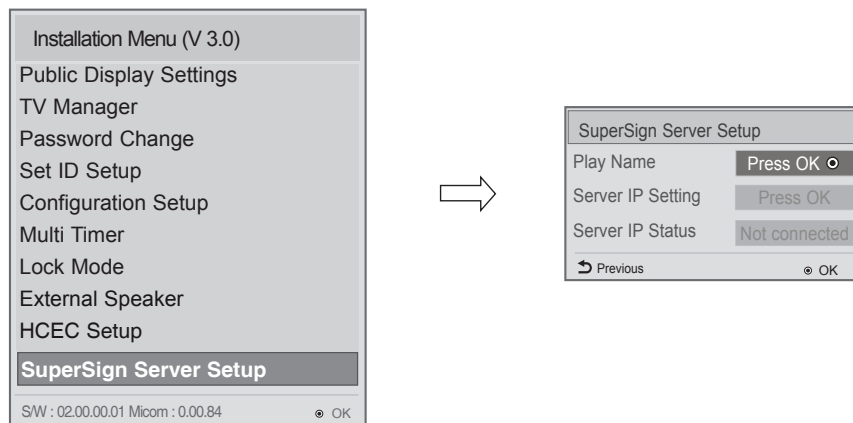 Installation Menu (V 3.0)
Public Display Settings
TV Manager
Password Change
Set ID Setup
Configuration Setup
Multi Timer
Lock Mode
External Speaker
HCEC Setup
SuperSign Server Setup
S/W : 02.00.00.01 Micom : 0.00.84 OK
SuperSign Server Setup
Play Name Press OK
Server IP Setting Press OK
Server IP Status Not connected
Previous OK